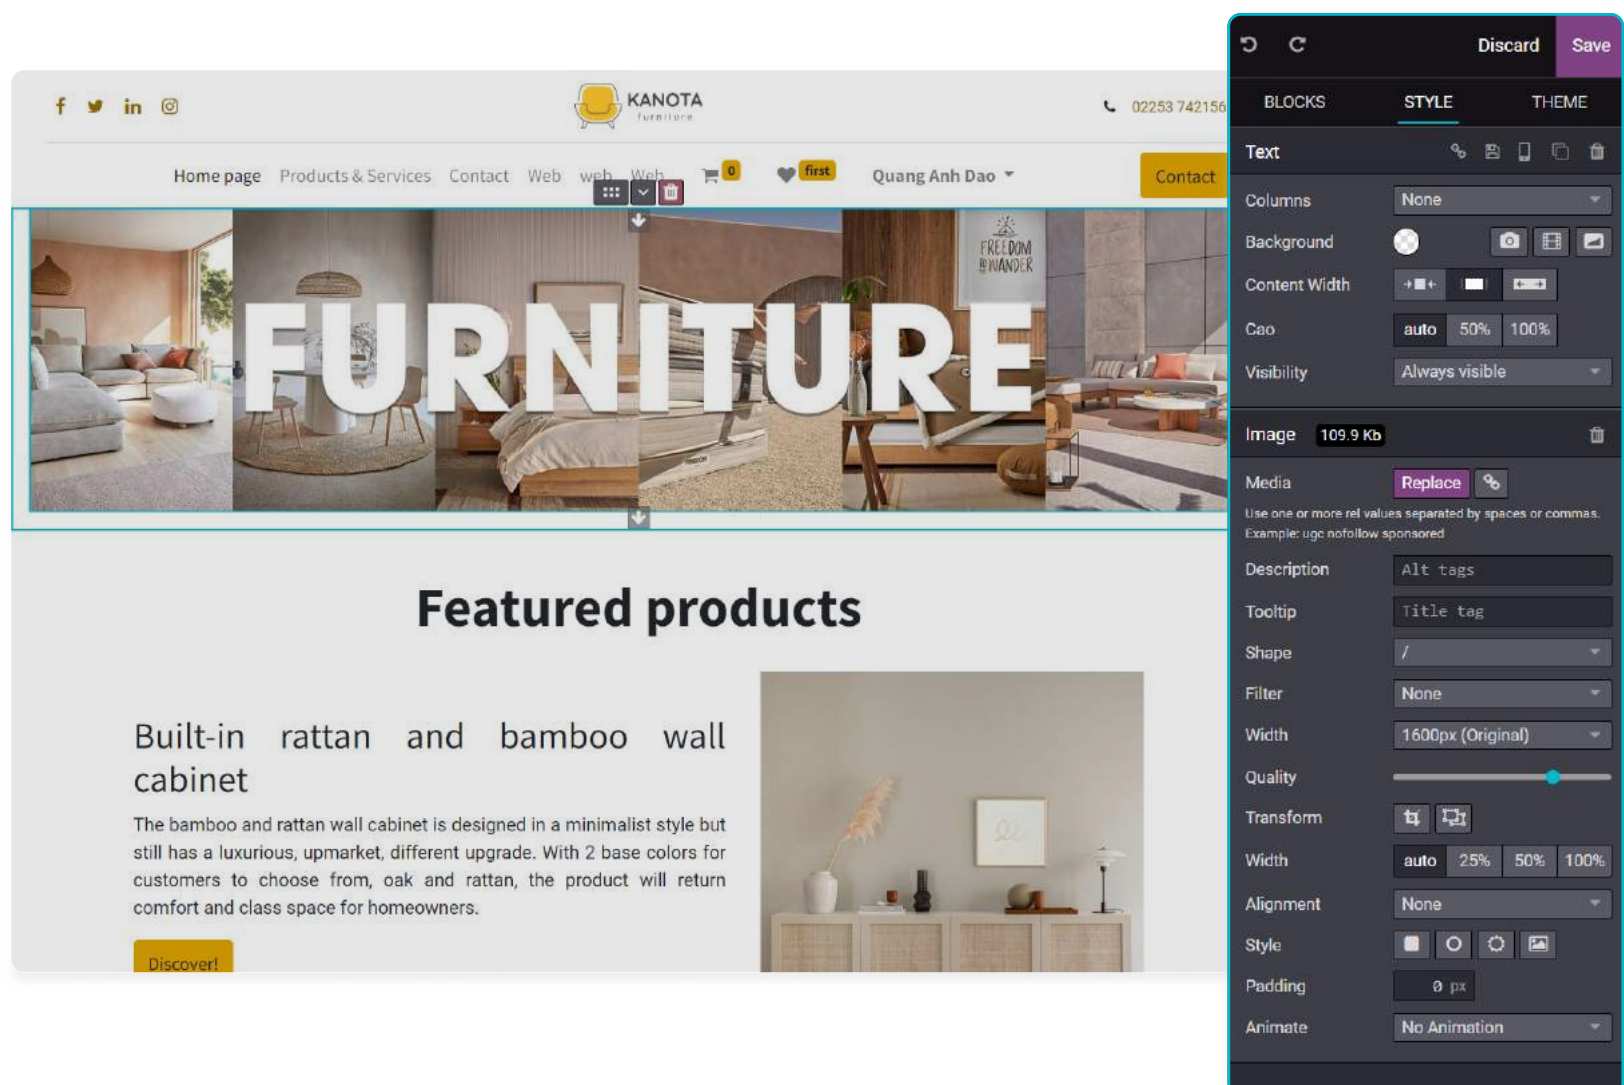 Discard Save
BLOCKS STYLE THEME
KANOTA
furniture
02253 742156
Home page Products & Services Contact Web web Web 0 first Quang Anh Dao Contact
FREEDOM
TO WANDER
FURNITURE
Featured products
Built-in rattan and bamboo wall
cabinet
The bamboo and rattan wall cabinet is designed in a minimalist style but
still has a luxurious, upmarket, different upgrade. With 2 base colors for
customers to choose from, oak and rattan, the product will return
comfort and class space for homeowners.
Discover!
Text
Columns None
Background
Content Width
Cao auto 50% 100%
Visibility Always visible
Image 109.9 Kb
Media Replace
Use one or more rel values separated by spaces or commas.
Example: ugc nofollow sponsored
Description Alt tags
Tooltip Title tag
Shape /
Filter None
Width 1600px (Original)
Quality
Transform
Width auto 25% 50% 100%
Alignment None
Style
Padding 0 px
Animate No Animation